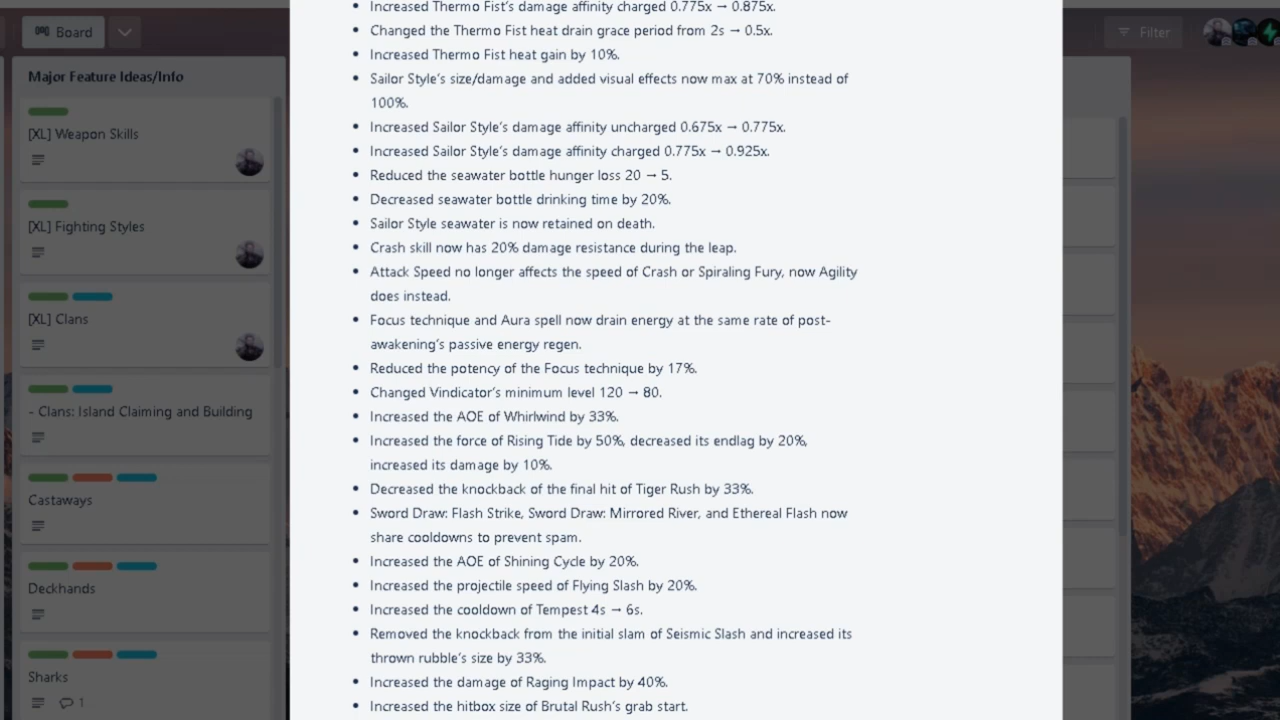 Board
Filter
Major Feature Ideas/Info
[XL] Weapon Skills
[XL] Fighting Styles
[XL] Clans
- Clans: Island Claiming and Building
Castaways
Deckhands
Sharks
1
• Increased Thermo Fist's damage affinity charged 0.775x → 0.875x.
• Changed the Thermo Fist heat drain grace period from 2s → 0.5x.
• Increased Thermo Fist heat gain by 10%.
• Sailor Style's size/damage and added visual effects now max at 70% instead of
100%.
• Increased Sailor Style's damage affinity uncharged 0.675x → 0.775x.
• Increased Sailor Style's damage affinity charged 0.775x → 0.925x.
• Reduced the seawater bottle hunger loss 20 → 5.
• Decreased seawater bottle drinking time by 20%.
• Sailor Style seawater is now retained on death.
• Crash skill now has 20% damage resistance during the leap.
• Attack Speed no longer affects the speed of Crash or Spiraling Fury, now Agility
does instead.
• Focus technique and Aura spell now drain energy at the same rate of post-
awakening's passive energy regen.
• Reduced the potency of the Focus technique by 17%.
• Changed Vindicator's minimum level 120 → 80.
• Increased the AOE of Whirlwind by 33%.
• Increased the force of Rising Tide by 50%, decreased its endlag by 20%,
increased its damage by 10%.
• Decreased the knockback of the final hit of Tiger Rush by 33%.
• Sword Draw: Flash Strike, Sword Draw: Mirrored River, and Ethereal Flash now
share cooldowns to prevent spam.
• Increased the AOE of Shining Cycle by 20%.
• Increased the projectile speed of Flying Slash by 20%.
• Increased the cooldown of Tempest 4s → 6s.
• Removed the knockback from the initial slam of Seismic Slash and increased its
thrown rubble's size by 33%.
• Increased the damage of Raging Impact by 40%.
• Increased the hitbox size of Brutal Rush's grab start.